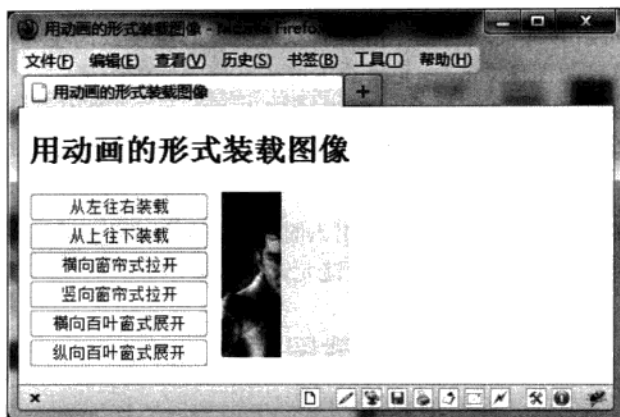 用动画的形式装载图像 - Mozilla Firefox
文件(F) 编辑(E) 查看(V) 历史(S) 书签(B) 工具(T) 帮助(H)
用动画的形式装载图像 +
用动画的形式装载图像
从左往右装载
从上往下装载
横向窗帘式拉开
竖向窗帘式拉开
横向百叶窗式展开
纵向百叶窗式展开